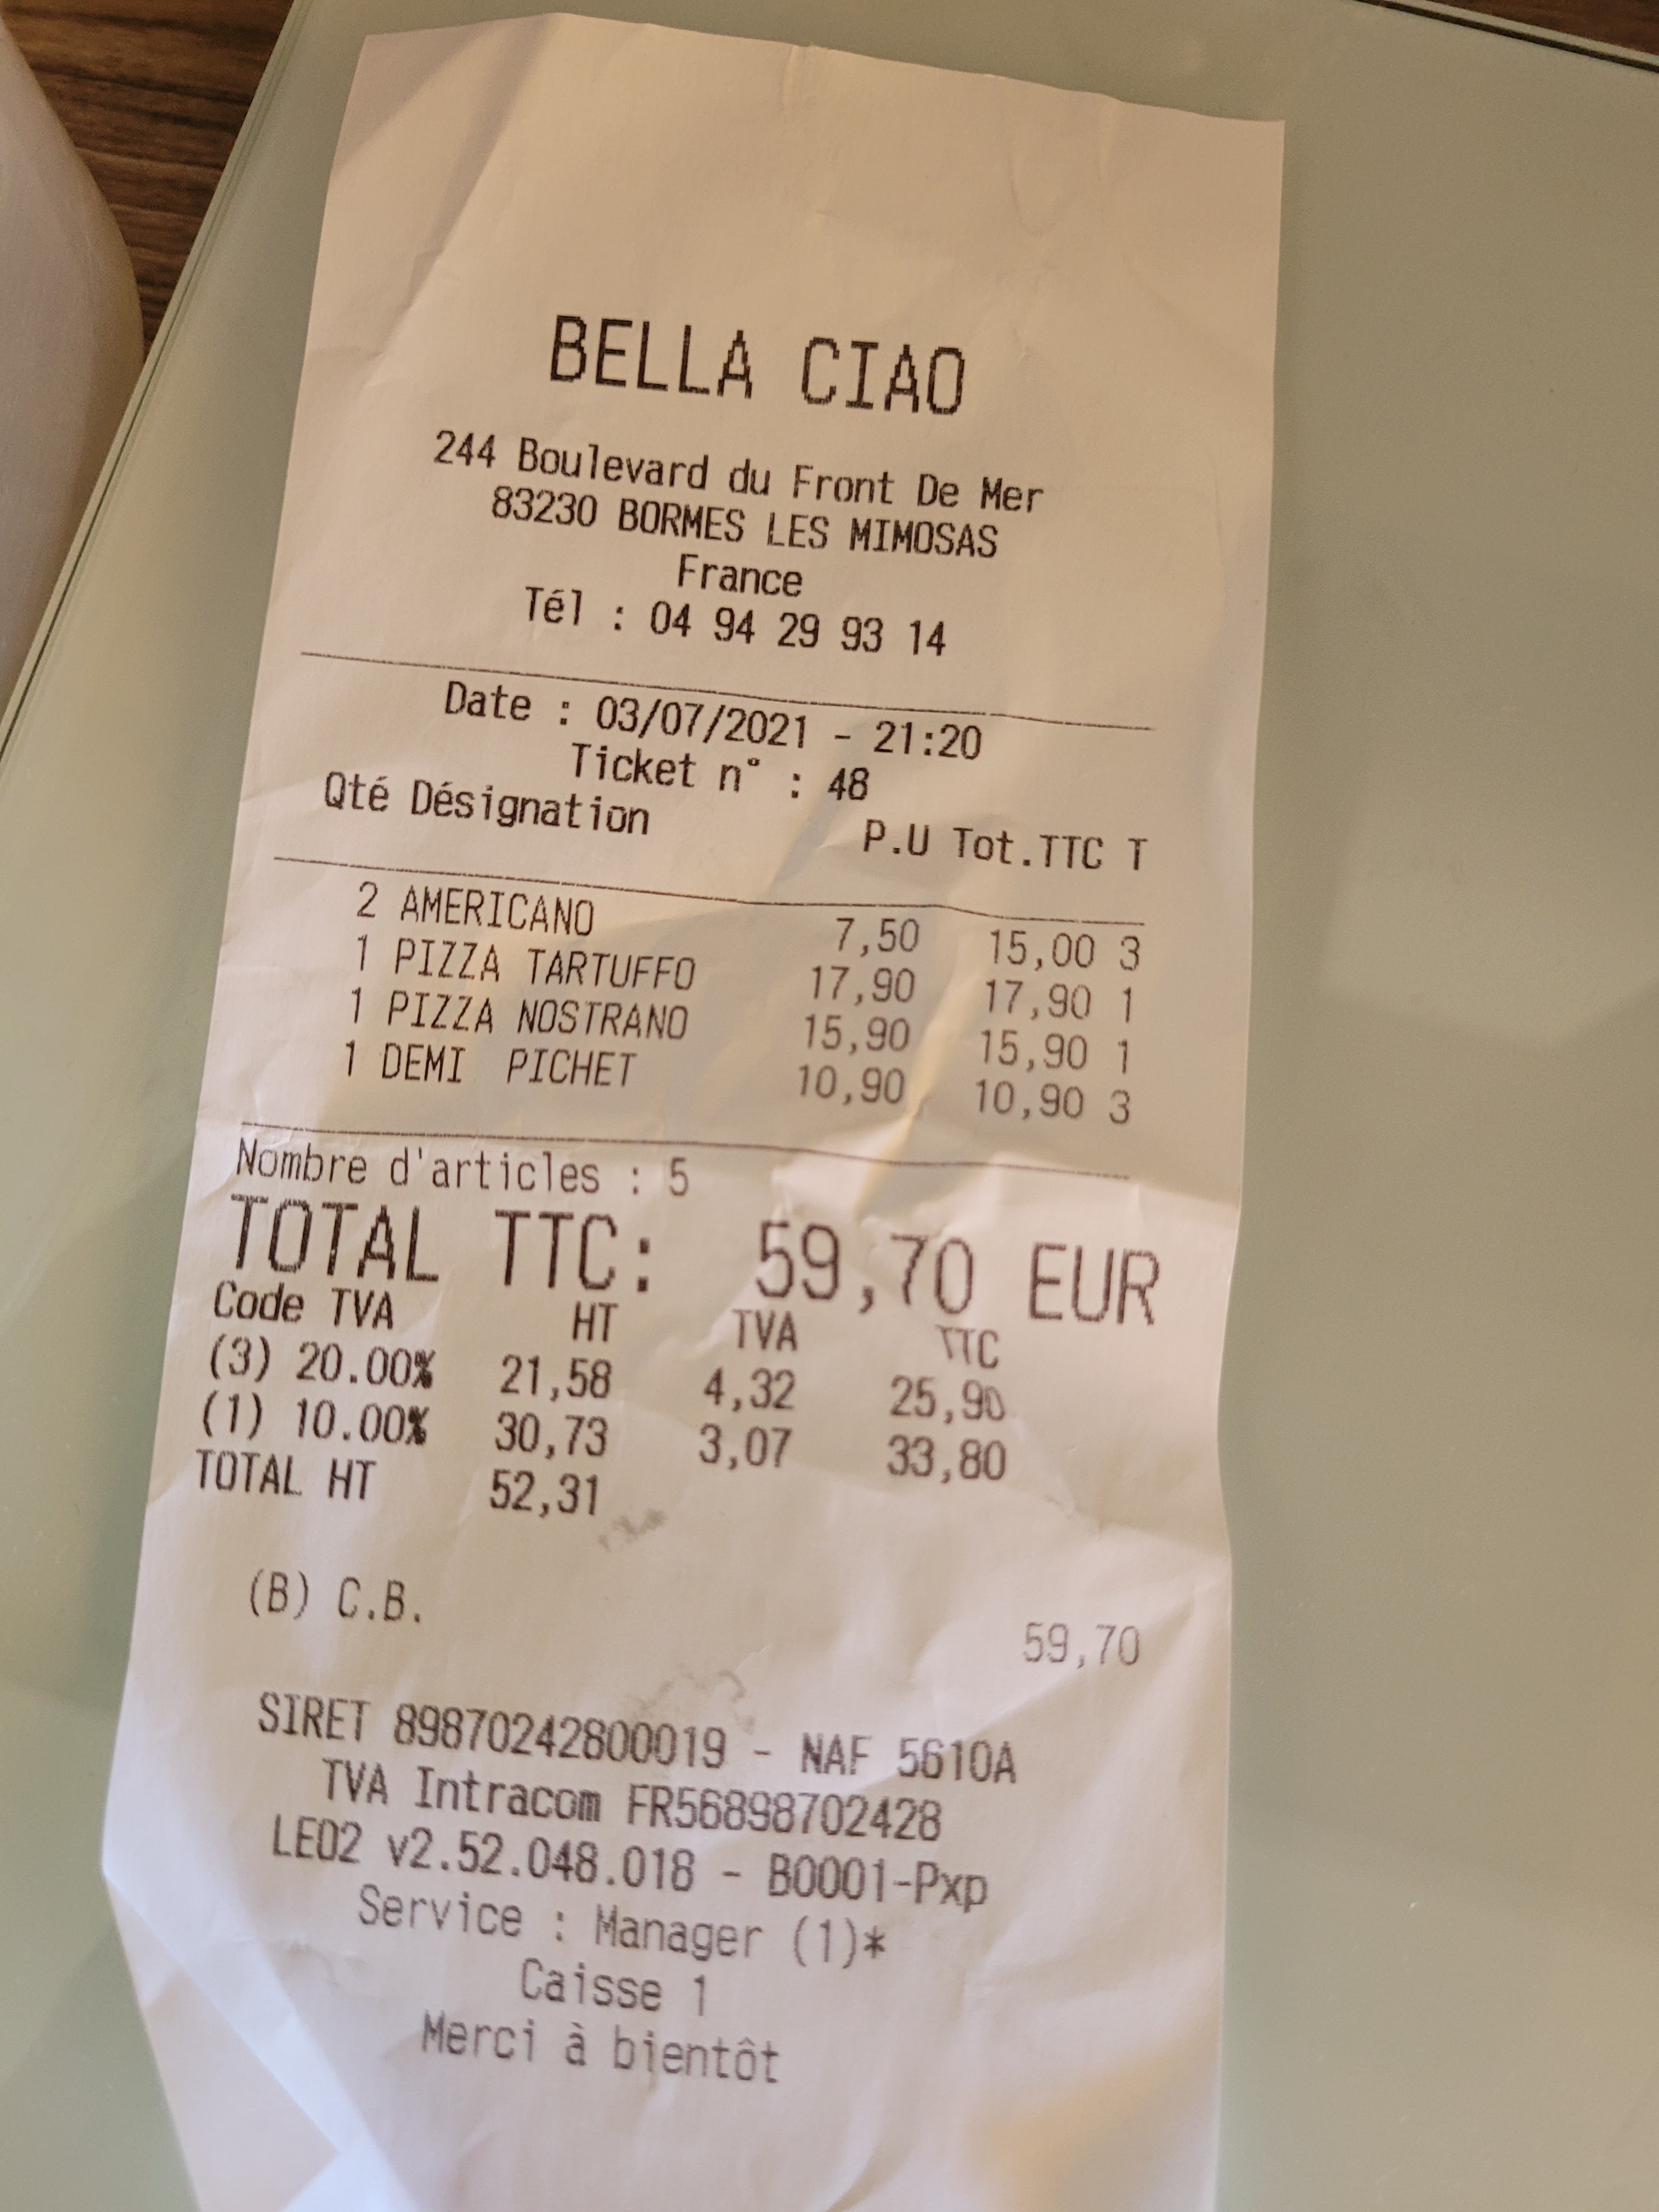 BELLA CIAO
244 Boulevard du Front De Mer
83230 BORMES LES MIMOSAS
France
Tél : 04 94 29 93 14
Date : 03/07/2021 - 21:20
Ticket n° : 48
Qté Désignation P.U Tot.TTC T
2 AMERICANO 7,50 15,00 3
1 PIZZA TARTUFFO 17,90 17,90 1
1 PIZZA NOSTRANO 15,90 15,90 1
1 DEMI PICHET 10,90 10,90 3
Nombre d'articles : 5
TOTAL TTC: 59,70 EUR
Code TVA HT TVA TTC
(3) 20.00% 21,58 4,32 25,90
(1) 10.00% 30,73 3,07 33,80
TOTAL HT 52,31
(B) C.B. 59,70
SIRET 89870242800019 - NAF 5610A
TVA Intracom FR56898702428
LEO2 v2.52.048.018 - B0001-Pxp
Service : Manager (1)*
Caisse 1
Merci à bientôt